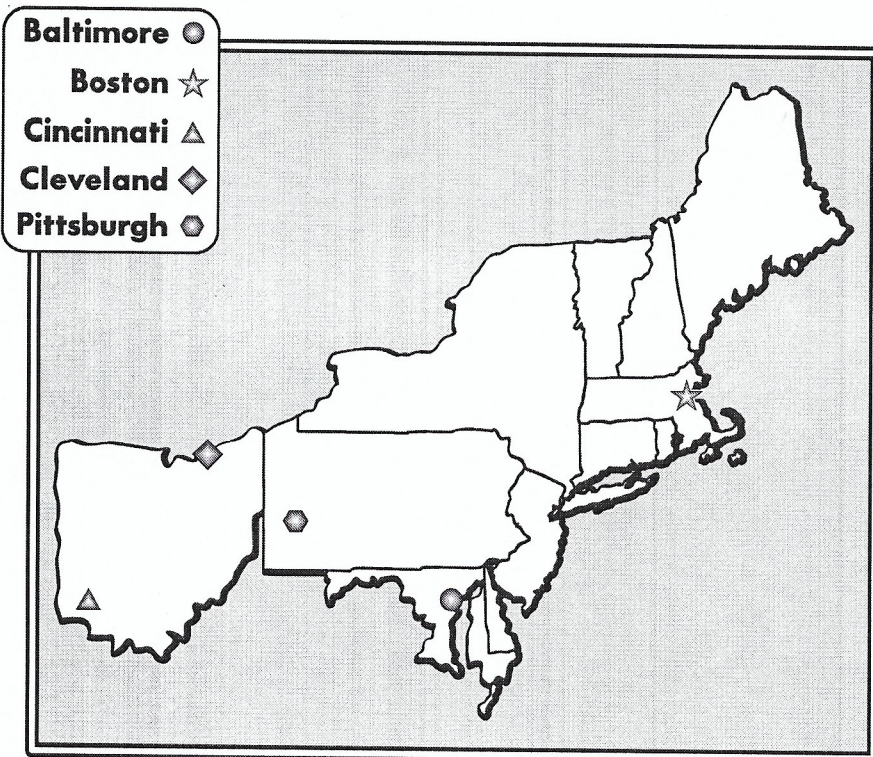 Baltimore
Boston
Cincinnati
Cleveland
Pittsburgh